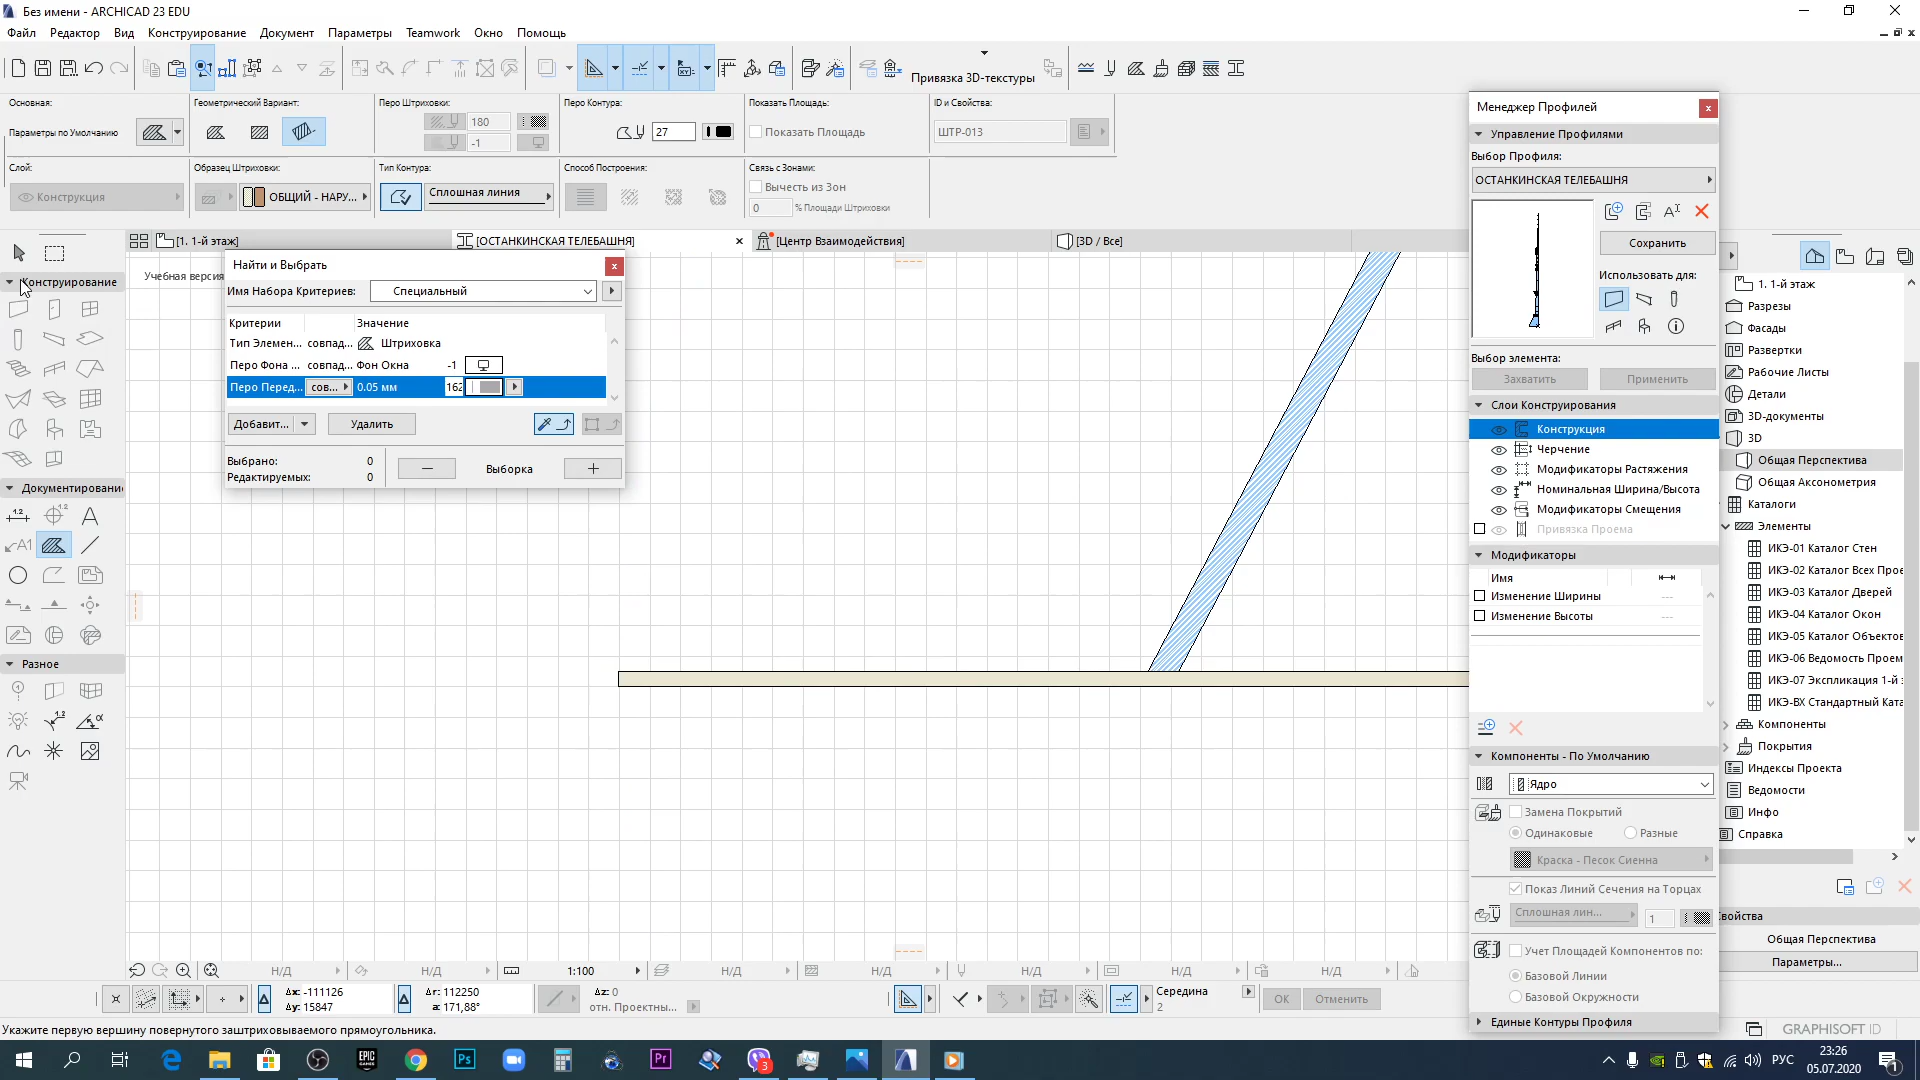 Без имени - ARCHICAD 23 EDU
Файл Редактор Вид Конструирование Документ Параметры Teamwork Окно Помощь
Привязка 3D-текстуры
Основная:
Параметры по Умолчанию
Геометрический Вариант:
Перо Штриховки:
180
-1
Перо Контура:
27
Показать Площадь:
Показать Площадь
ID и Свойства:
ШТР-013
Слой:
Конструкция
Образец Штриховки:
ОБЩИЙ - НАРУ...
Тип Контура:
Сплошная линия
Способ Построения:
Связь с Зонами:
Вычесть из Зон
0 % Площади Штриховки
[1. 1-й этаж]
[ОСТАНКИНСКАЯ ТЕЛЕБАШНЯ]
[Центр Взаимодействия]
[3D / Все]
Учебная версия
Конструирование
Документировани
A1
Разное
Найти и Выбрать
Имя Набора Критериев: Специальный
Критерии Значение
Тип Элемен... совпад... Штриховка
Перо Фона ... совпад... Фон Окна -1
Перо Перед... сов... 0.05 мм 162
Добавит... Удалить
Выбрано: 0
Редактируемых: 0
Выборка
Менеджер Профилей
Управление Профилями
Выбор Профиля:
ОСТАНКИНСКАЯ ТЕЛЕБАШНЯ
Сохранить
Использовать для:
Выбор элемента:
Захватить Применить
Слои Конструирования
Конструкция
Черчение
Модификаторы Растяжения
Номинальная Ширина/Высота
Модификаторы Смещения
Привязка Проема
Модификаторы
Имя
Изменение Ширины ---
Изменение Высоты ---
Компоненты - По Умолчанию
Ядро
Замена Покрытий
Одинаковые Разные
Краска - Песок Сиенна
Показ Линий Сечения на Торцах
Сплошная лин... 1
Учет Площадей Компонентов по:
Базовой Линии
Базовой Окружности
Единые Контуры Профиля
1. 1-й этаж
Разрезы
Фасады
Развертки
Рабочие Листы
Детали
3D-документы
3D
Общая Перспектива
Общая Аксонометрия
Каталоги
Элементы
ИКЭ-01 Каталог Стен
ИКЭ-02 Каталог Всех Прое
ИКЭ-03 Каталог Дверей
ИКЭ-04 Каталог Окон
ИКЭ-05 Каталог Объектов
ИКЭ-06 Ведомость Проем
ИКЭ-07 Экспликация 1-й э
ИКЭ-ВХ Стандартный Ката
Компоненты
Покрытия
Индексы Проекта
Ведомости
Инфо
Справка
Свойства
Общая Перспектива
Параметры...
Н/Д Н/Д 1:100 Н/Д Н/Д Н/Д Н/Д Н/Д
Δx: -111126
Δy: 15847
Δr: 112250
a: 171,88°
Δz: 0
отн. Проектны...
Середина
2
OK Отменить
Укажите первую вершину повернутого заштриховываемого прямоугольника.
GRAPHISOFT ID
EPIC GAMES
Ps
Pr
3
РУС
23:26
05.07.2020
1